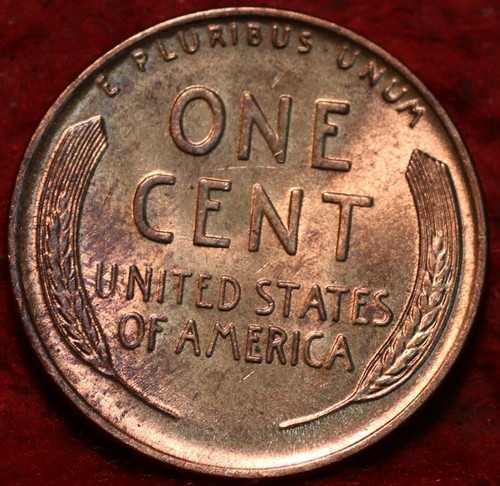 E·PLURIBUS·UNUM
ONE
CENT
UNITED STATES
OF AMERICA